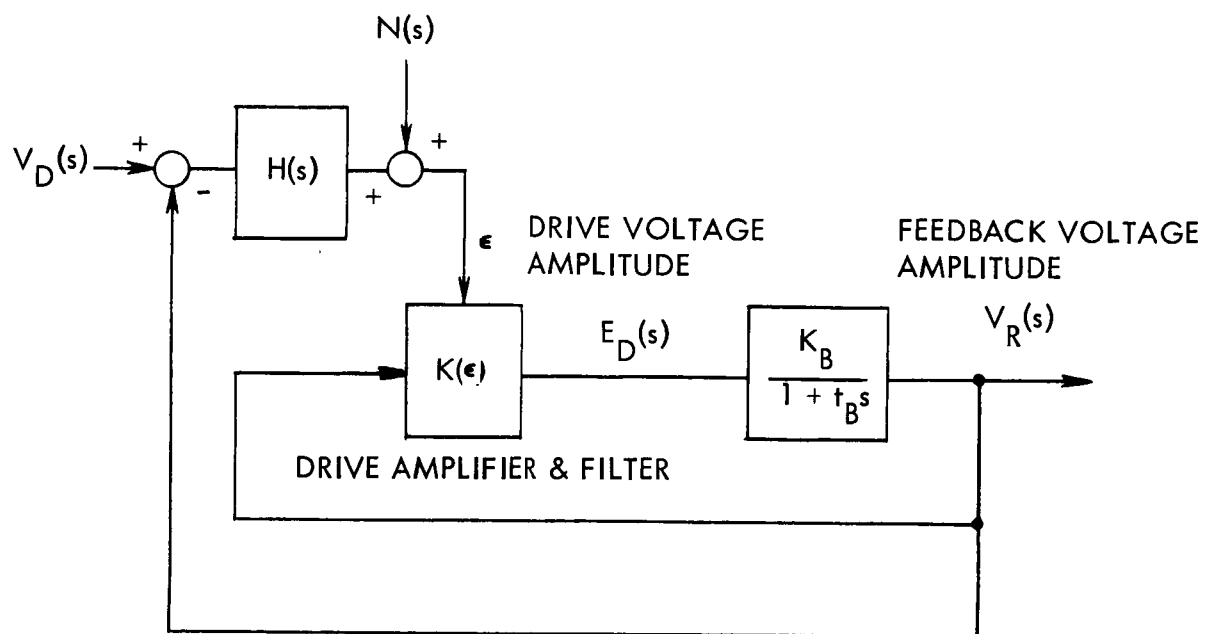 N(s)
+
+
V_D(s)
H(s)
-
+
ϵ
DRIVE VOLTAGE
AMPLITUDE
FEEDBACK VOLTAGE
AMPLITUDE
E_D(s)
V_R(s)
K(ϵ)
K_B
1 + t_B s
DRIVE AMPLIFIER & FILTER